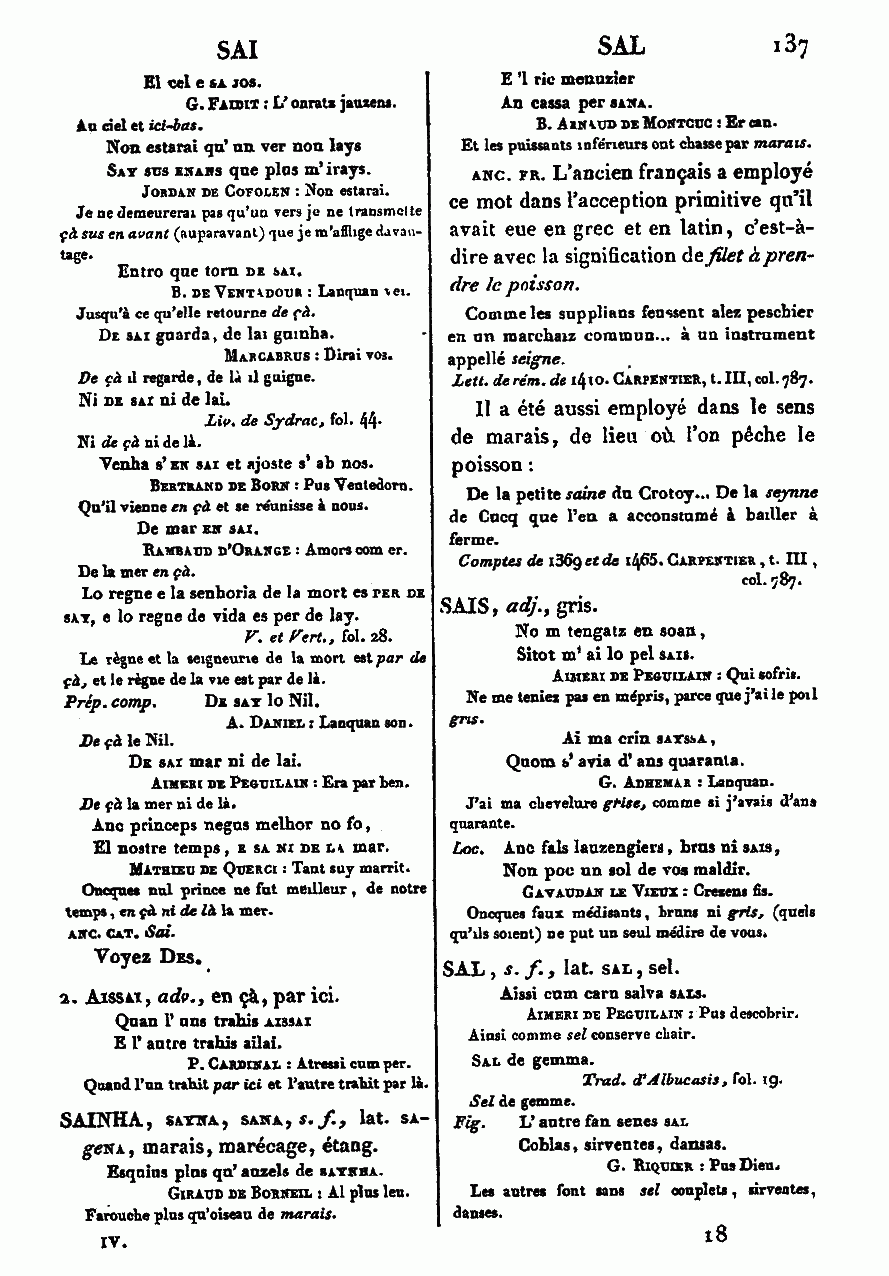 SAI
El cel e SA JOS.
G. FAIDIT : L'onratz jauzens.
Au ciel et ici-bas.
Non estarai qu' un ver non lays
SAY SUS ENANS que plus m'irays.
JORDAN DE COFOLEN : Non estarai.
Je ne demeurerai pas qu'un vers je ne transmette
çà sus en avant (auparavant) que je m'afflige davan-
tage.
Entro que torn DE SAI.
B. DE VENTADOUR : Lanquan vei.
Jusqu'à ce qu'elle retourne de çà.
DE SAI guarda, de lai guinha.
MARCABRUS : Dirai vos.
De çà il regarde, de là il guigne.
Ni DE SAI ni de lai.
Liv. de Sydrac, fol. 44.
Ni de çà ni de là.
Venha s' EN SAI et ajoste s' ab nos.
BERTRAND DE BORN : Pus Ventedorn.
Qu'il vienne en çà et se réunisse à nous.
De mar EN SAI.
RAMBAUD D'ORANGE : Amors com er.
De la mer en çà.
Lo regne e la senhoria de la mort es PER DE
SAY, e lo regne de vida es per de lay.
V. et Vert., fol. 28.
Le règne et la seigneurie de la mort est par de
çà, et le règne de la vie est par de là.
Prép. comp. DE SAY lo Nil.
A. DANIEL : Lanquan son.
De çà le Nil.
DE SAI mar ni de lai.
AIMERI DE PEGUILAIN : Era par ben.
De çà la mer ni de là.
Anc princeps negus melhor no fo,
El nostre temps, E SA NI DE LA mar.
MATHIEU DE QUERCI : Tant suy marrit.
Oncques nul prince ne fut meilleur, de notre
temps, en çà ni de là la mer.
ANC. CAT. Sai.
Voyez DES.
2. AISSAI, adv., en çà, par ici.
Quan l' uns trahis AISSAI
E l' autre trahis ailai.
P. CARDINAL : Atressi cum per.
Quand l'un trahit par ici et l'autre trahit par là.
SAINHA, SAYNA, SANA, s. f., lat. SA-
geNA, marais, marécage, étang.
Esquius plus qu' auzels de SAYNHA.
GIRAUD DE BORNEIL : Al plus leu.
Farouche plus qu'oiseau de marais.
IV.
SAL 137
E 'l ric menuzier
An cassa per SANA.
B. ARNAUD DE MONTCUC : Er can.
Et les puissants inférieurs ont chasse par marais.
ANC. FR. L'ancien français a employé
ce mot dans l'acception primitive qu'il
avait eue en grec et en latin, c'est-à-
dire avec la signification de filet à pren-
dre le poisson.
Comme les supplians feussent alez peschier
en un marchaiz commun... à un instrument
appellé seigne.
Lett. de rém. de 1410. CARPENTIER, t. III, col. 787.
Il a été aussi employé dans le sens
de marais, de lieu où l'on pêche le
poisson :
De la petite saine du Crotoy... De la seynne
de Cucq que l'en a acconstumé à bailler à
ferme.
Comptes de 1369 et de 1465. CARPENTIER, t. III,
col. 787.
SAIS, adj., gris.
No m tengatz en soan,
Sitot m' ai lo pel SAIS.
AIMERI DE PEGUILAIN : Qui sofris.
Ne me teniez pas en mépris, parce que j'ai le poil
gris.
Ai ma crin SAYSSA,
Quom s' avia d' ans quaranta.
G. ADHEMAR : Lanquan.
J'ai ma chevelure grise, comme si j'avais d'ans
quarante.
Loc. Anc fals lauzengiers, brus ni SAIS,
Non poc un sol de vos maldir.
GAVAUDAN LE VIEUX : Crezens fis.
Oncques faux médisants, bruns ni gris, (quels
qu'ils soient) ne put un seul médire de vous.
SAL, s. f., lat. SAL, sel.
Aissi cum carn salva SALS.
AIMERI DE PEGUILAIN : Pus descobrir.
Ainsi comme sel conserve chair.
SAL de gemma.
Trad. d'Albucasis, fol. 19.
Sel de gemme.
Fig. L' autre fan senes SAL
Coblas, sirventes, dansas.
G. RIQUIER : Pus Dieu.
Les autres font sans sel couplets, sirventes,
danses.
18